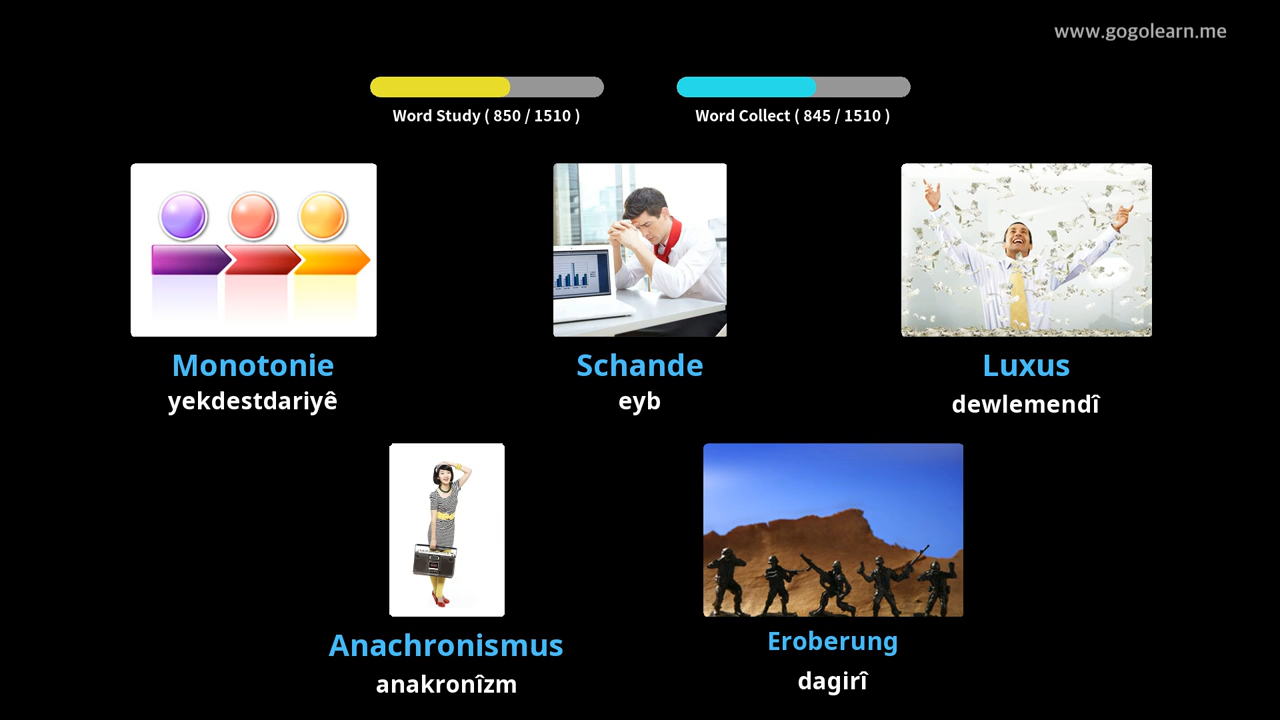 www.gogolearn.me
Word Study ( 850 / 1510 )
Word Collect ( 845 / 1510 )
Monotonie
yekdestdariyê
Schande
eyb
Luxus
dewlemendî
Anachronismus
anakronîzm
Eroberung
dagirî